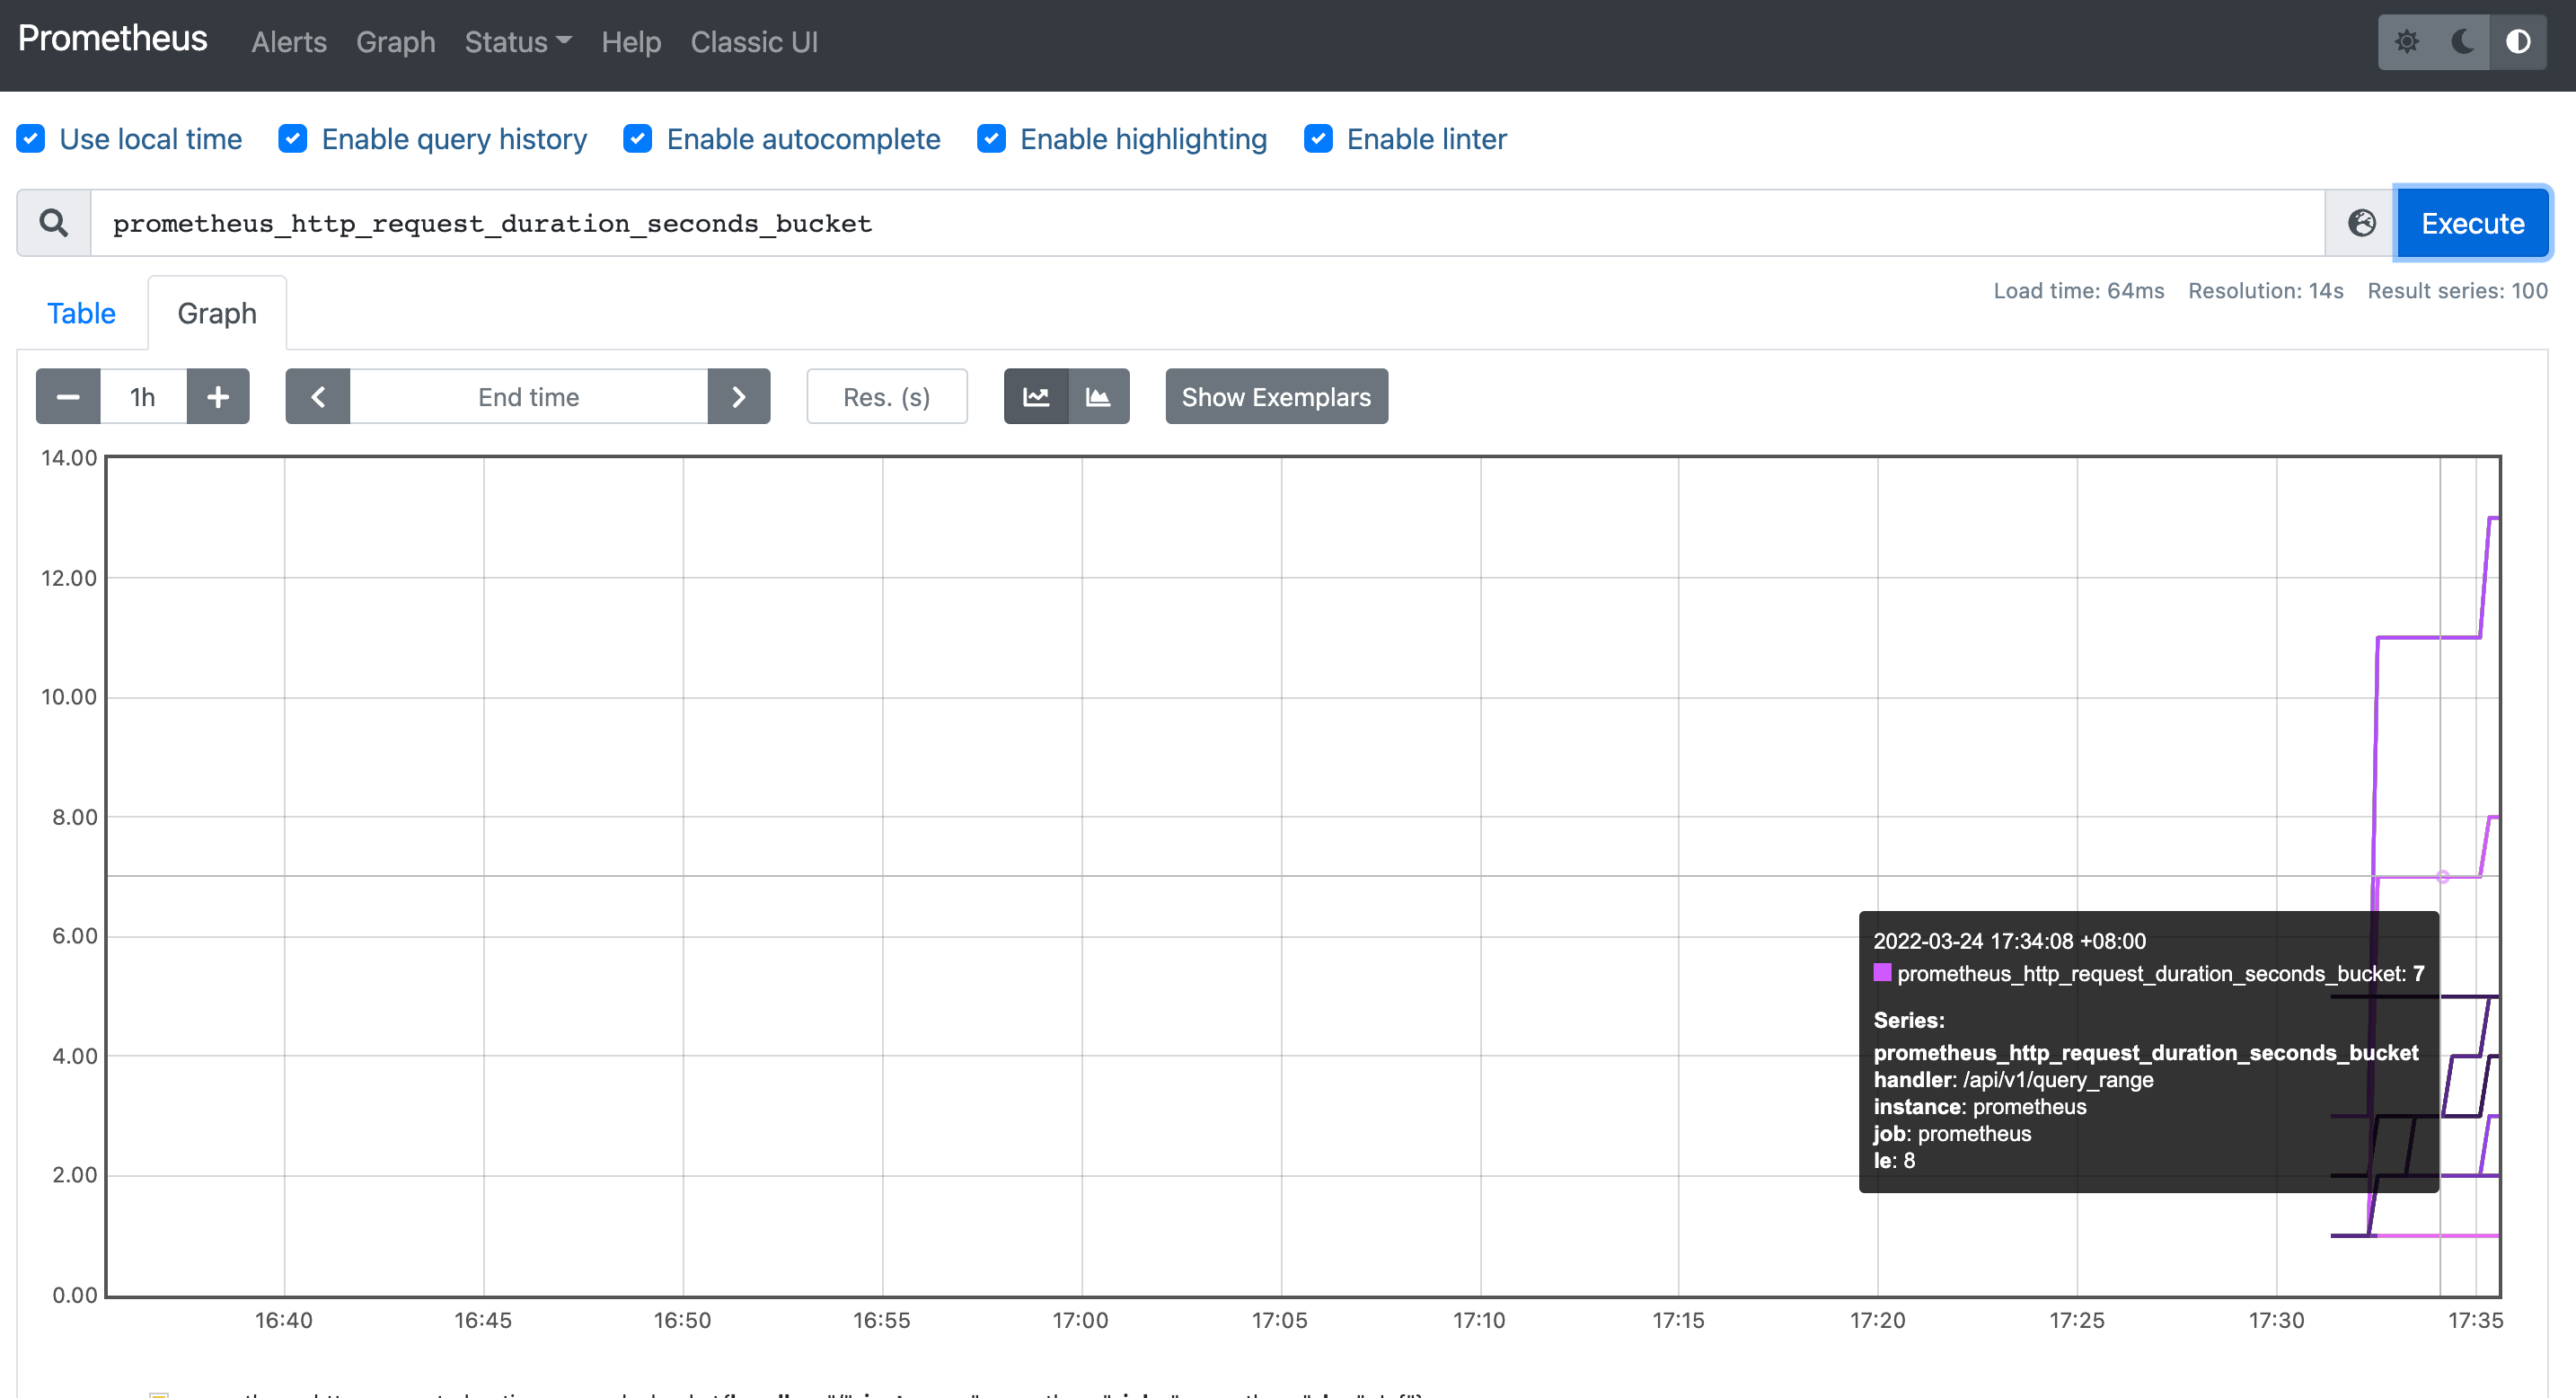 Prometheus Alerts Graph Status Help Classic UI
Use local time Enable query history Enable autocomplete Enable highlighting Enable linter
prometheus_http_request_duration_seconds_bucket Execute
Table Graph Load time: 64ms Resolution: 14s Result series: 100
1h End time Res. (s) Show Exemplars
14.00
12.00
10.00
8.00
6.00
4.00
2.00
0.00
2022-03-24 17:34:08 +08:00
prometheus_http_request_duration_seconds_bucket: 7
Series:
prometheus_http_request_duration_seconds_bucket
handler: /api/v1/query_range
instance: prometheus
job: prometheus
le: 8
16:40 16:45 16:50 16:55 17:00 17:05 17:10 17:15 17:20 17:25 17:30 17:35